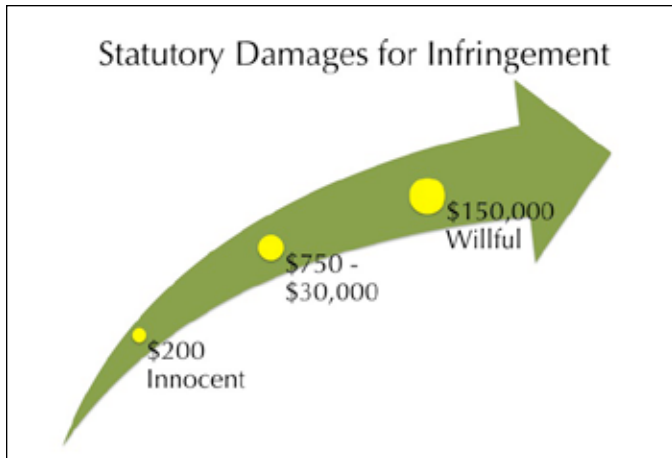 Statutory Damages for Infringement
$150,000
Willful
$750 -
$30,000
$200
Innocent